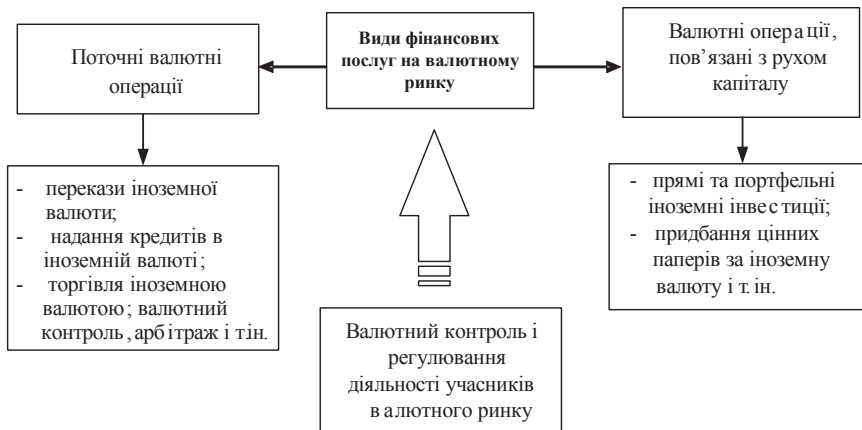 Поточні валютні
операції
Види фінансових
послуг на валютному
ринку
Валютні операції,
пов’язані з рухом
капіталу
- перекази іноземної
валюти;
- надання кредитів в
іноземній валюті;
- торгівля іноземною
валютою; валютний
контроль, арбітраж і т.ін.
- прямі та портфельні
іноземні інвестиції;
- придбання цінних
паперів за іноземну
валюту і т. ін.
Валютний контроль і
регулювання
діяльності учасників
валютного ринку